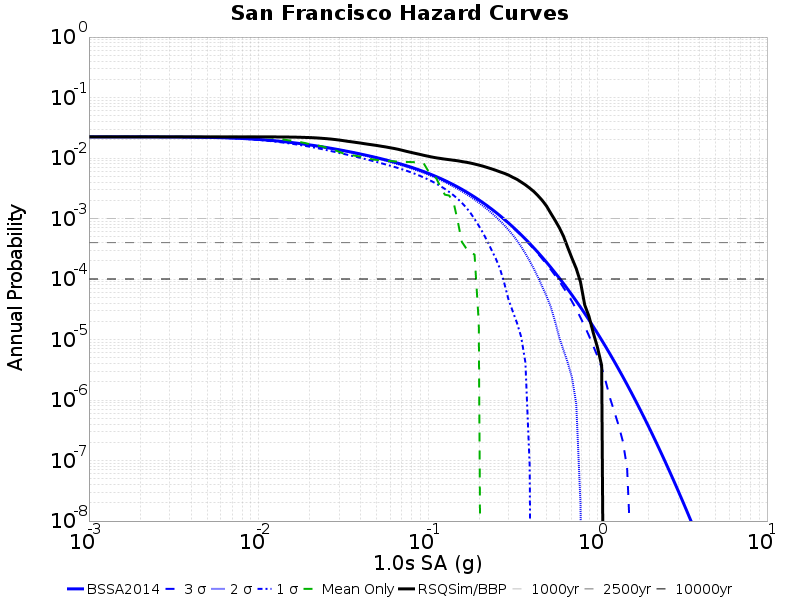 San Francisco Hazard Curves
Annual Probability
10^0
10^-1
10^-2
10^-3
10^-4
10^-5
10^-6
10^-7
10^-8
10^-3 10^-2 10^-1 10^0 10^1
1.0s SA (g)
BSSA2014 3 σ 2 σ 1 σ Mean Only RSQSim/BBP 1000yr 2500yr 10000yr